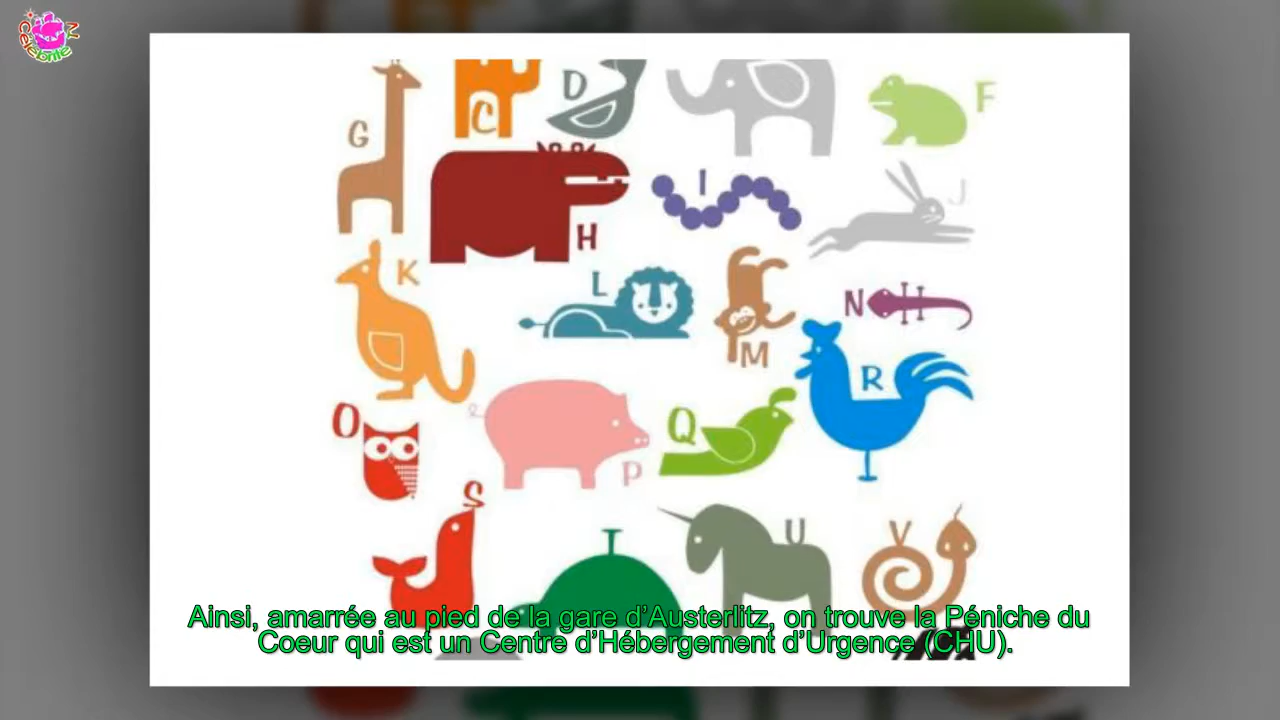 Célébrité N
C
D
G
F
I
J
H
K
L
N
M
R
O
Q
P
S
T
U
V
Ainsi, amarrée au pied de la gare d'Austerlitz, on trouve la Péniche du
Coeur qui est un Centre d'Hébergement d'Urgence (CHU).